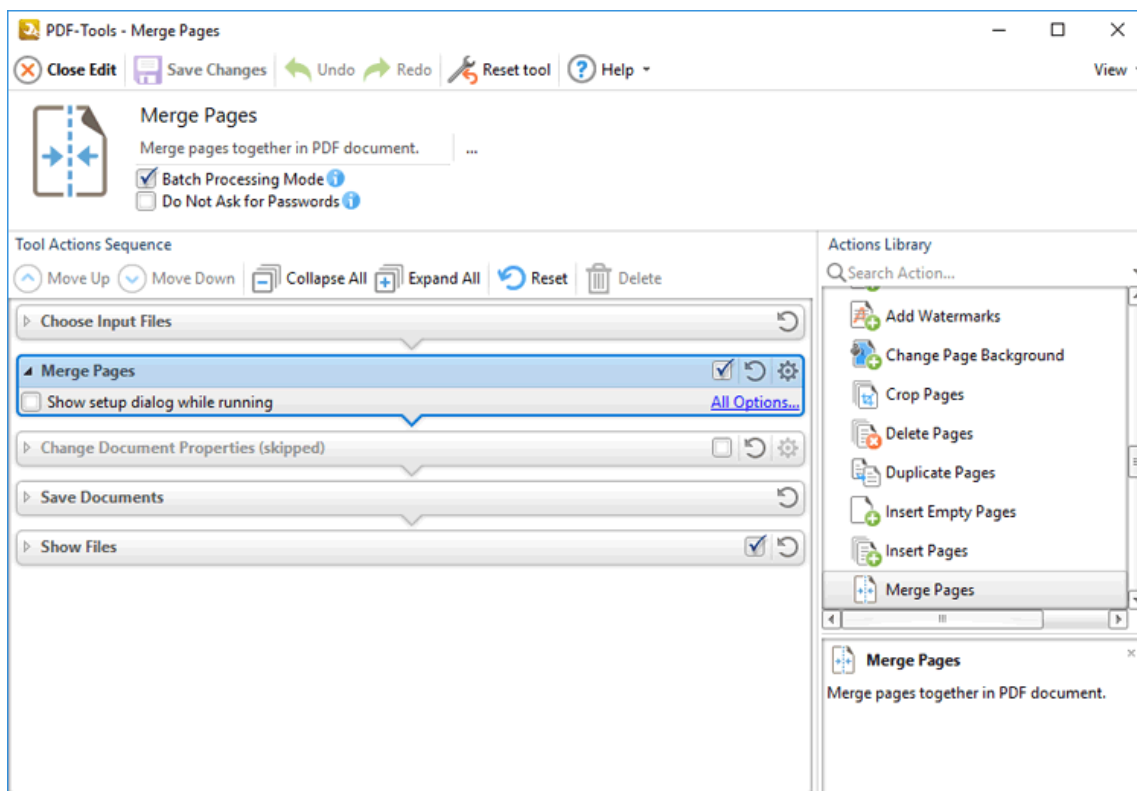 PDF-Tools - Merge Pages
Close Edit Save Changes Undo Redo Reset tool Help View
Merge Pages
Merge pages together in PDF document. ...
Batch Processing Mode
Do Not Ask for Passwords
Tool Actions Sequence
Move Up Move Down Collapse All Expand All Reset Delete
Choose Input Files
Merge Pages
Show setup dialog while running All Options...
Change Document Properties (skipped)
Save Documents
Show Files
Actions Library
Search Action...
Add Watermarks
Change Page Background
Crop Pages
Delete Pages
Duplicate Pages
Insert Empty Pages
Insert Pages
Merge Pages
Merge Pages
Merge pages together in PDF document.